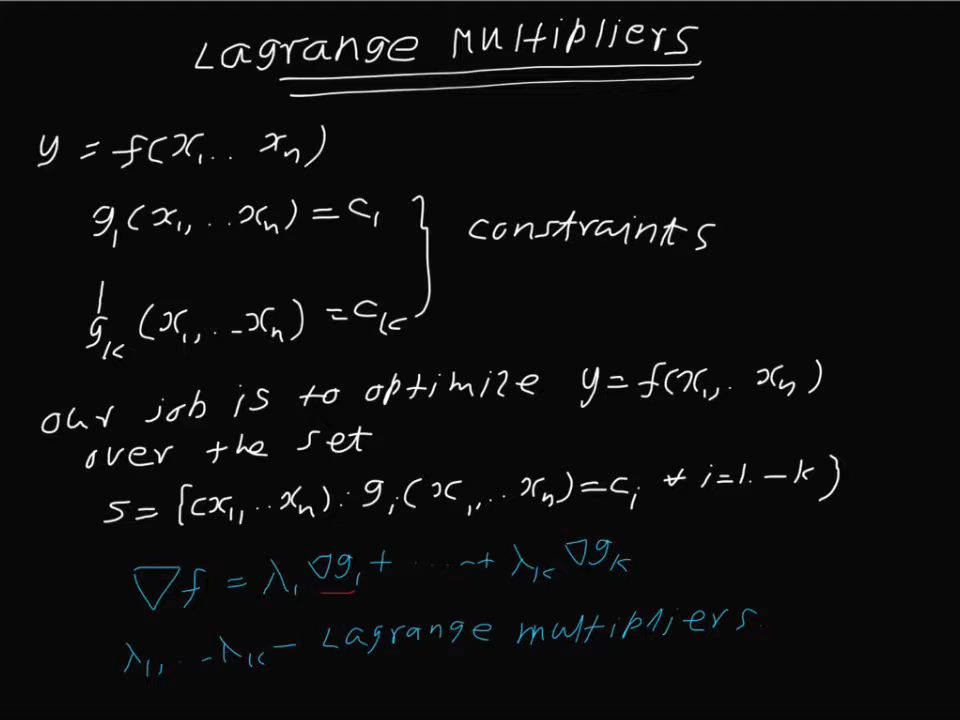 Lagrange Multipliers
y = f(x₁.. xₙ)
g₁(x₁, ..xₙ) = c₁
constraints
gₖ(x₁, ..xₙ) = cₖ
our job is to optimize y = f(x₁, . xₙ)
over the set
S = {(x₁, ..xₙ) : gᵢ(x₁, ..xₙ) = cᵢ ∀ i=1. – k}
∇f = λ₁ ∇g₁ + ....+ λₖ ∇gₖ
λ₁, .. λₖ – Lagrange multipliers.